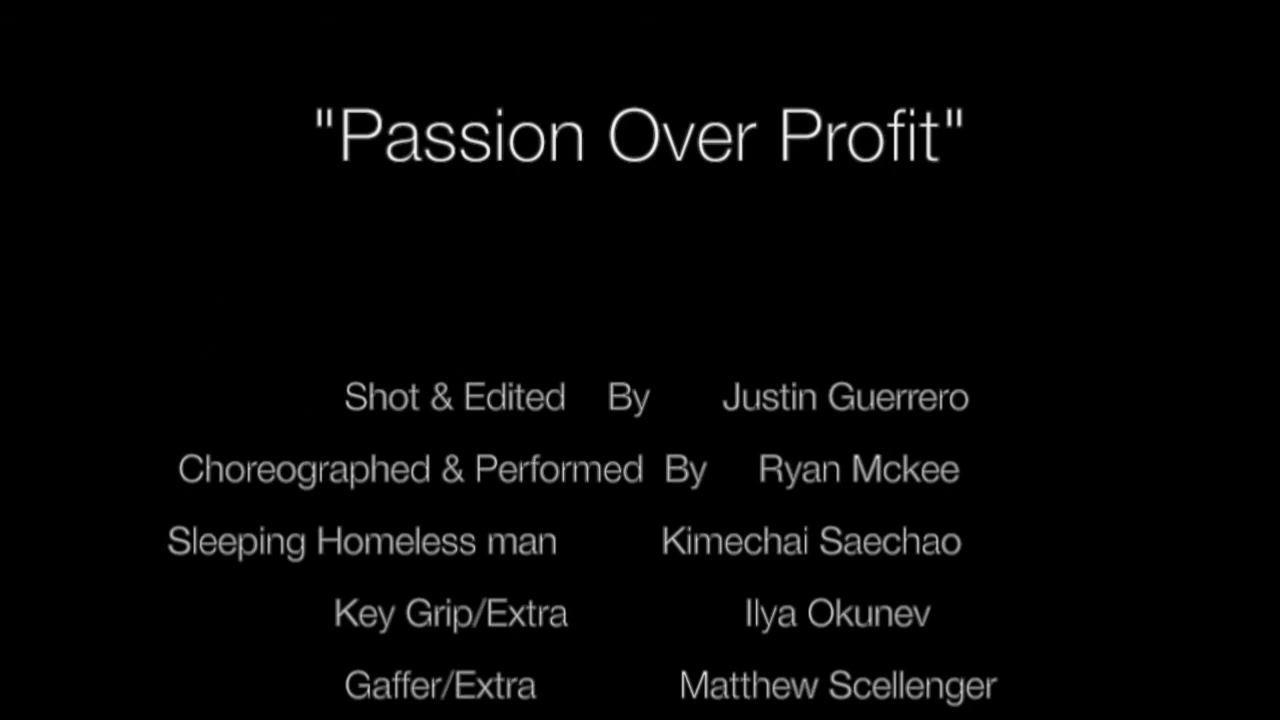 "Passion Over Profit"
Shot & Edited By Justin Guerrero
Choreographed & Performed By Ryan Mckee
Sleeping Homeless man Kimechai Saechao
Key Grip/Extra Ilya Okunev
Gaffer/Extra Matthew Scellenger